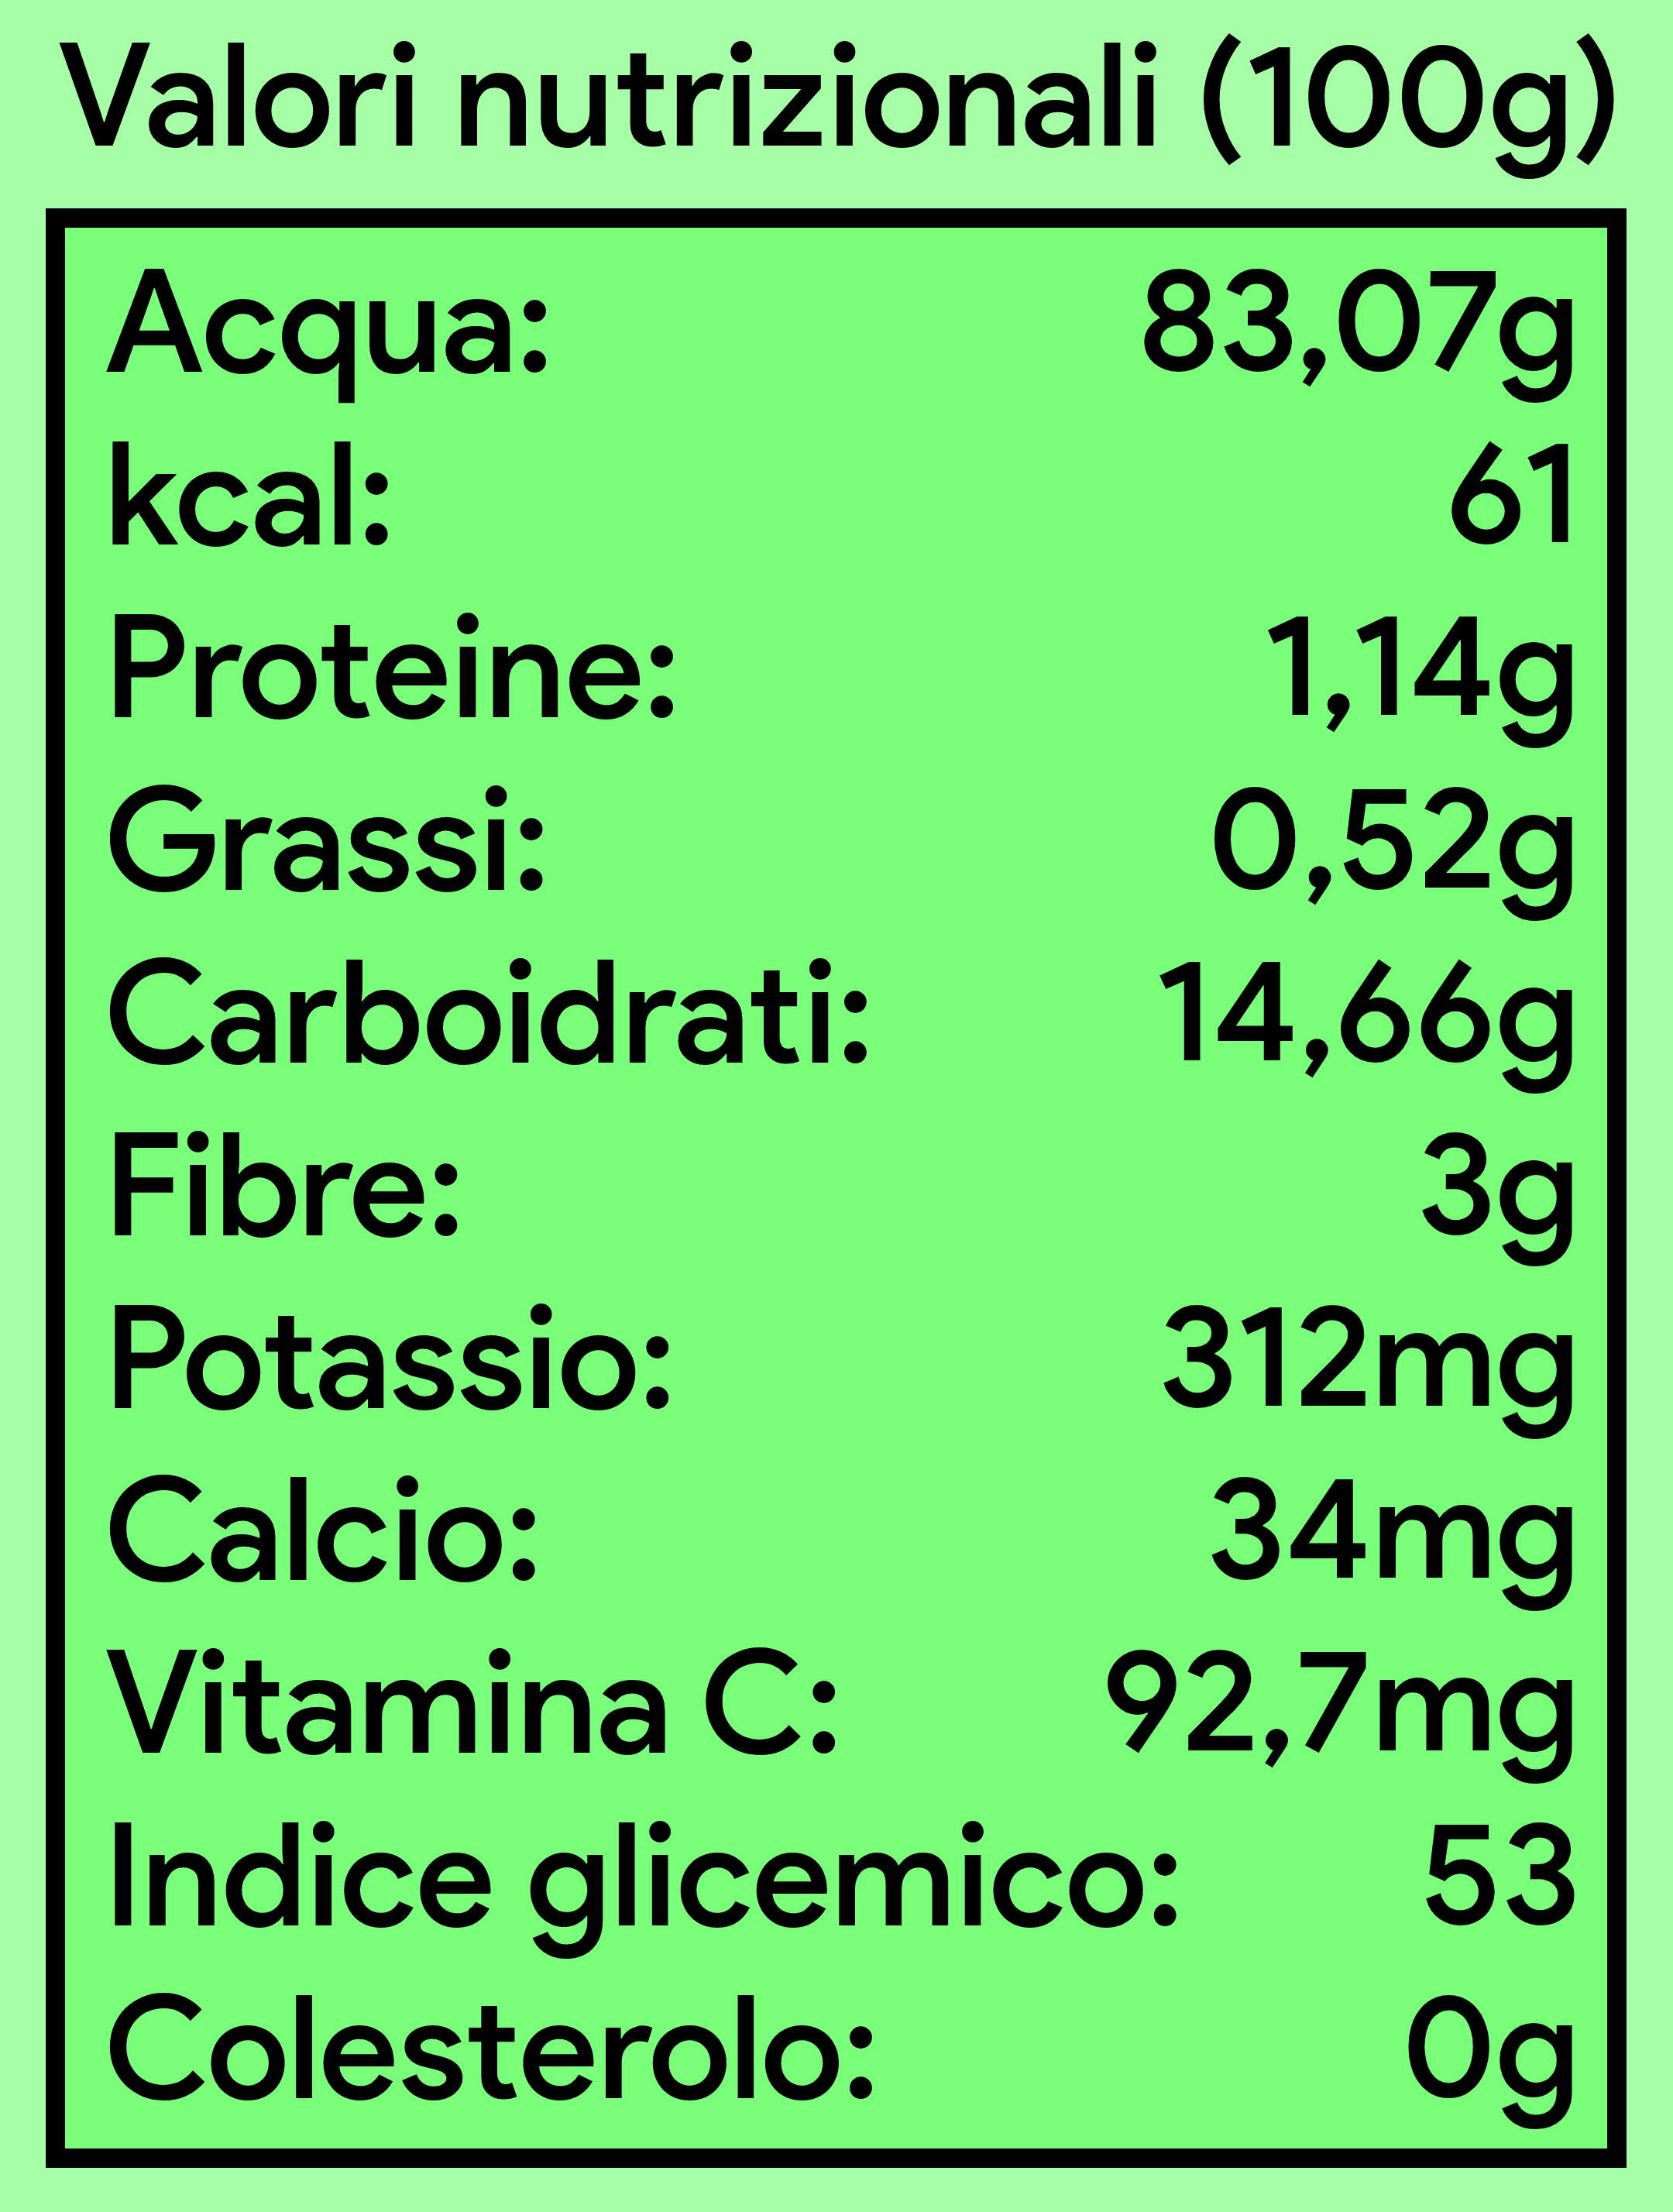 Valori nutrizionali (100g)
Acqua: 83,07g
kcal: 61
Proteine: 1,14g
Grassi: 0,52g
Carboidrati: 14,66g
Fibre: 3g
Potassio: 312mg
Calcio: 34mg
Vitamina C: 92,7mg
Indice glicemico: 53
Colesterolo: 0g